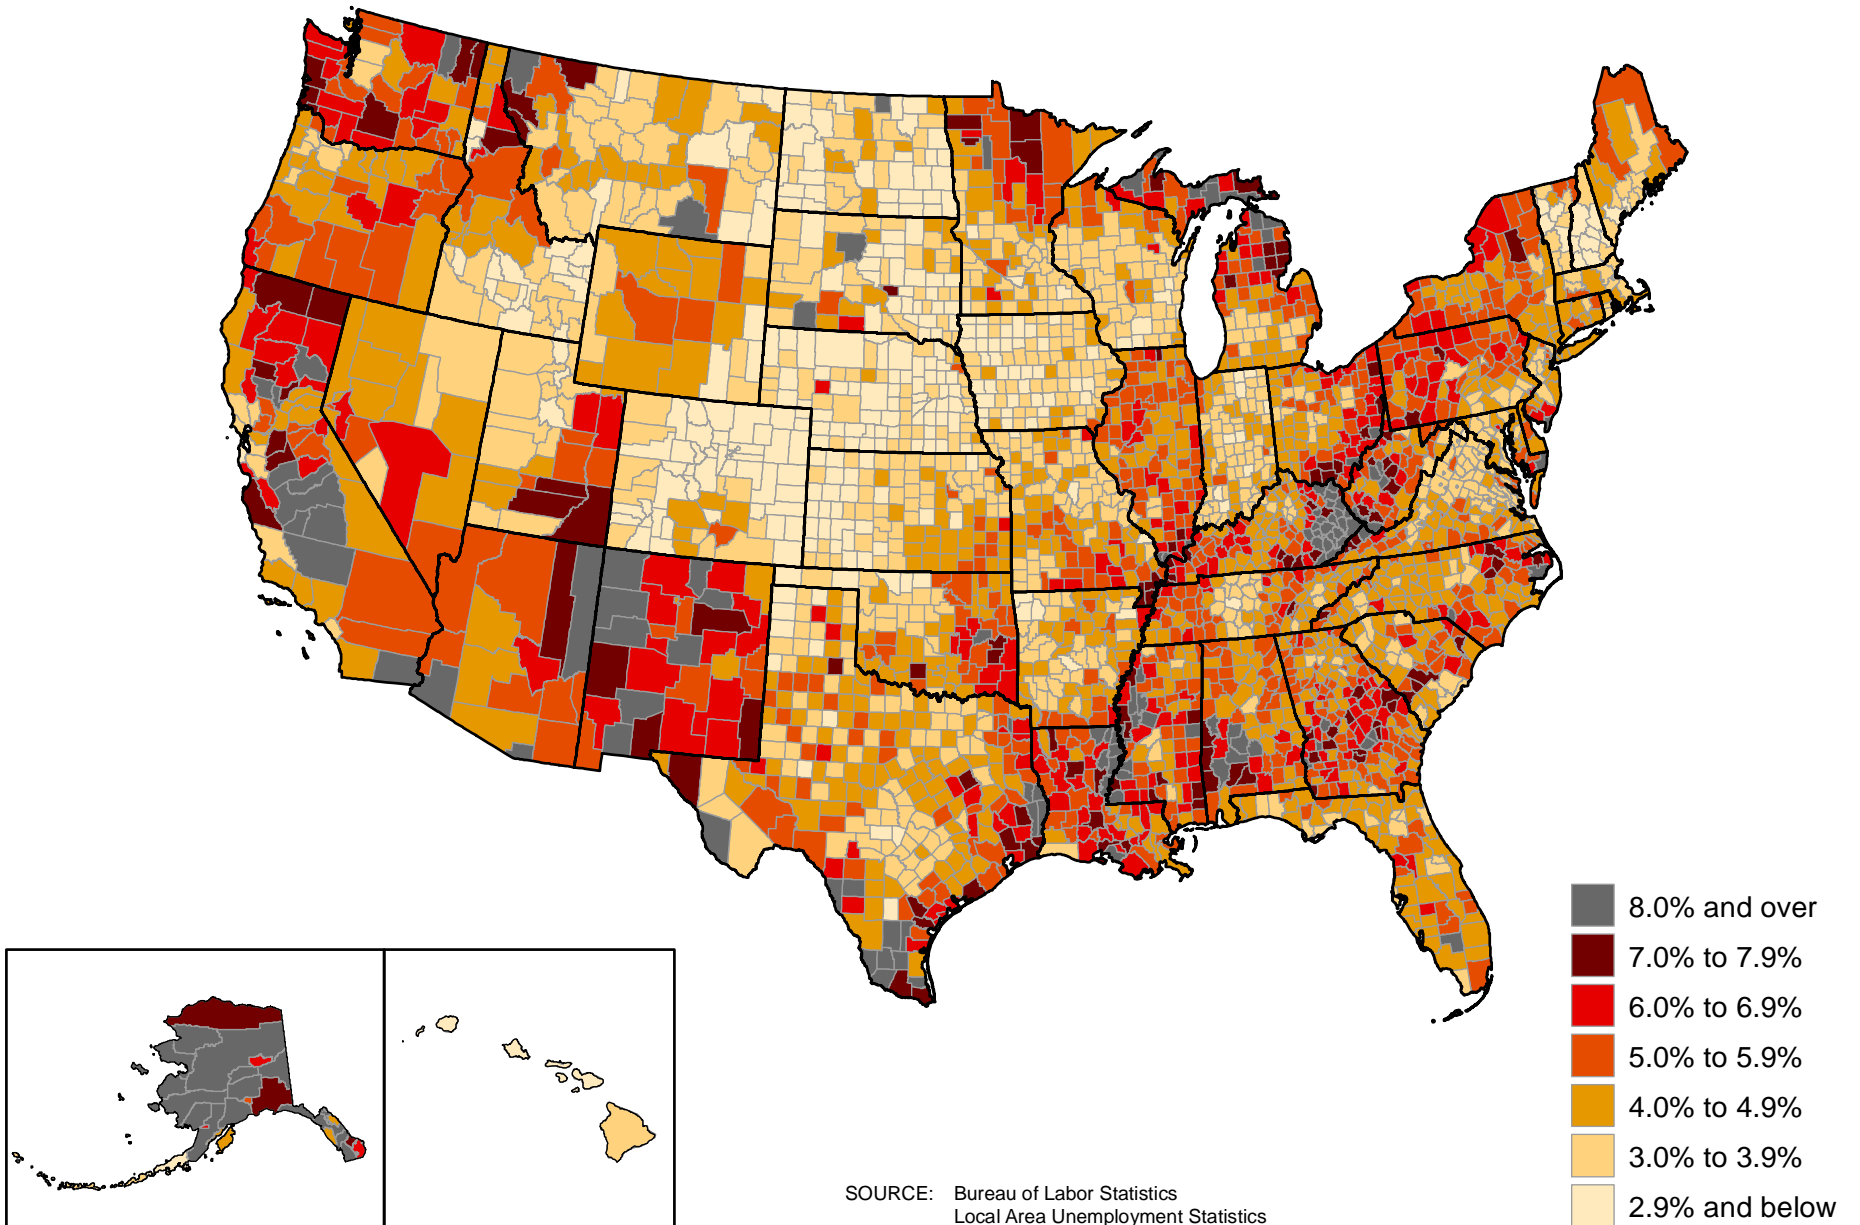 8.0% and over
7.0% to 7.9%
6.0% to 6.9%
5.0% to 5.9%
4.0% to 4.9%
3.0% to 3.9%
2.9% and below
SOURCE: Bureau of Labor Statistics
Local Area Unemployment Statistics